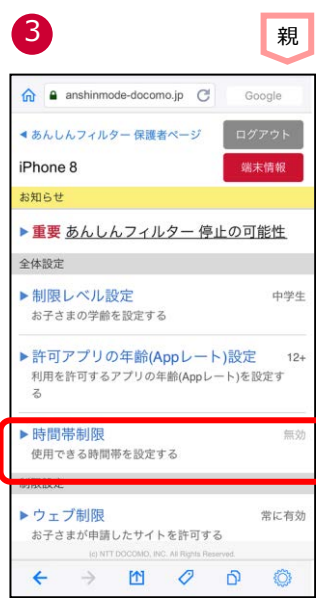 3
親
anshinmode-docomo.jp
Google
あんしんフィルター 保護者ページ
ログアウト
iPhone 8
端末情報
お知らせ
重要 あんしんフィルター 停止の可能性
全体設定
制限レベル設定 中学生
お子さまの学齢を設定する
許可アプリの年齢(Appレート)設定 12+
利用を許可するアプリの年齢(Appレート)を設定す
る
時間帯制限 無効
使用できる時間帯を設定する
制限設定
ウェブ制限 常に有効
お子さまが申請したサイトを許可する
(c) NTT DOCOMO, INC. All Rights Reserved.